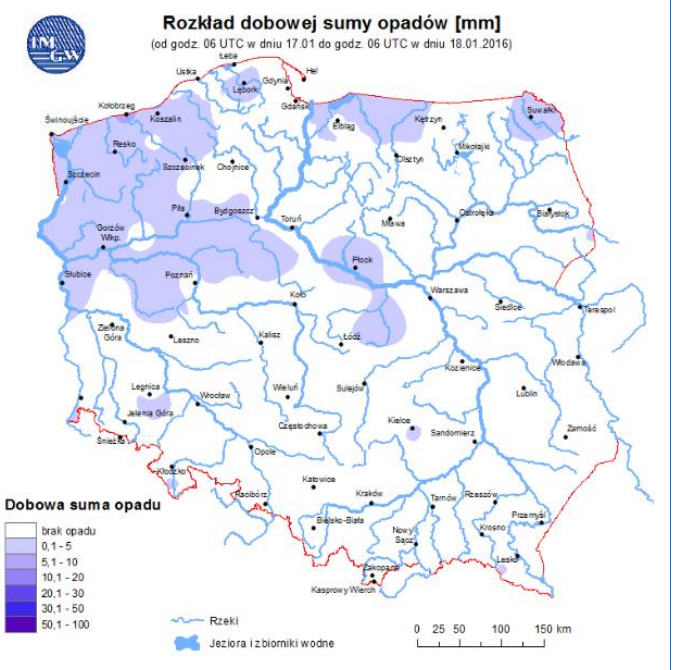 Rozkład dobowej sumy opadów [mm]
(od godz. 06 UTC w dniu 17.01 do godz. 06 UTC w dniu 18.01.2016)
IM
GW
Łeba
Ustka
Hel
Gdynia
Lębork
Gdańsk
Kołobrzeg
Koszalin
Suwałki
Świnoujście
Elbląg
Kętrzyn
Resko
Mikołajki
Olsztyn
Szczecinek
Chojnice
Szczecin
Piła
Bydgoszcz
Toruń
Mława
Ostrołęka
Białystok
Gorzów
Wlkp.
Płock
Słubice
Poznań
Koło
Warszawa
Siedlce
Terespol
Zielona
Góra
Leszno
Kalisz
Łódź
Kozienice
Włodawa
Legnica
Wrocław
Wieluń
Sulejów
Lublin
Jelenia Góra
Śnieżka
Częstochowa
Kielce
Sandomierz
Zamość
Opole
Kłodzko
Katowice
Racibórz
Kraków
Tarnów
Rzeszów
Przemyśl
Bielsko-Biała
Nowy
Sącz
Krosno
Lesko
Zakopane
Kasprowy Wierch
Dobowa suma opadu
brak opadu
0,1 - 5
5,1 - 10
10,1 - 20
20,1 - 30
30,1 - 50
50,1 - 100
Rzeki
Jeziora i zbiorniki wodne
0 25 50 100 150 km